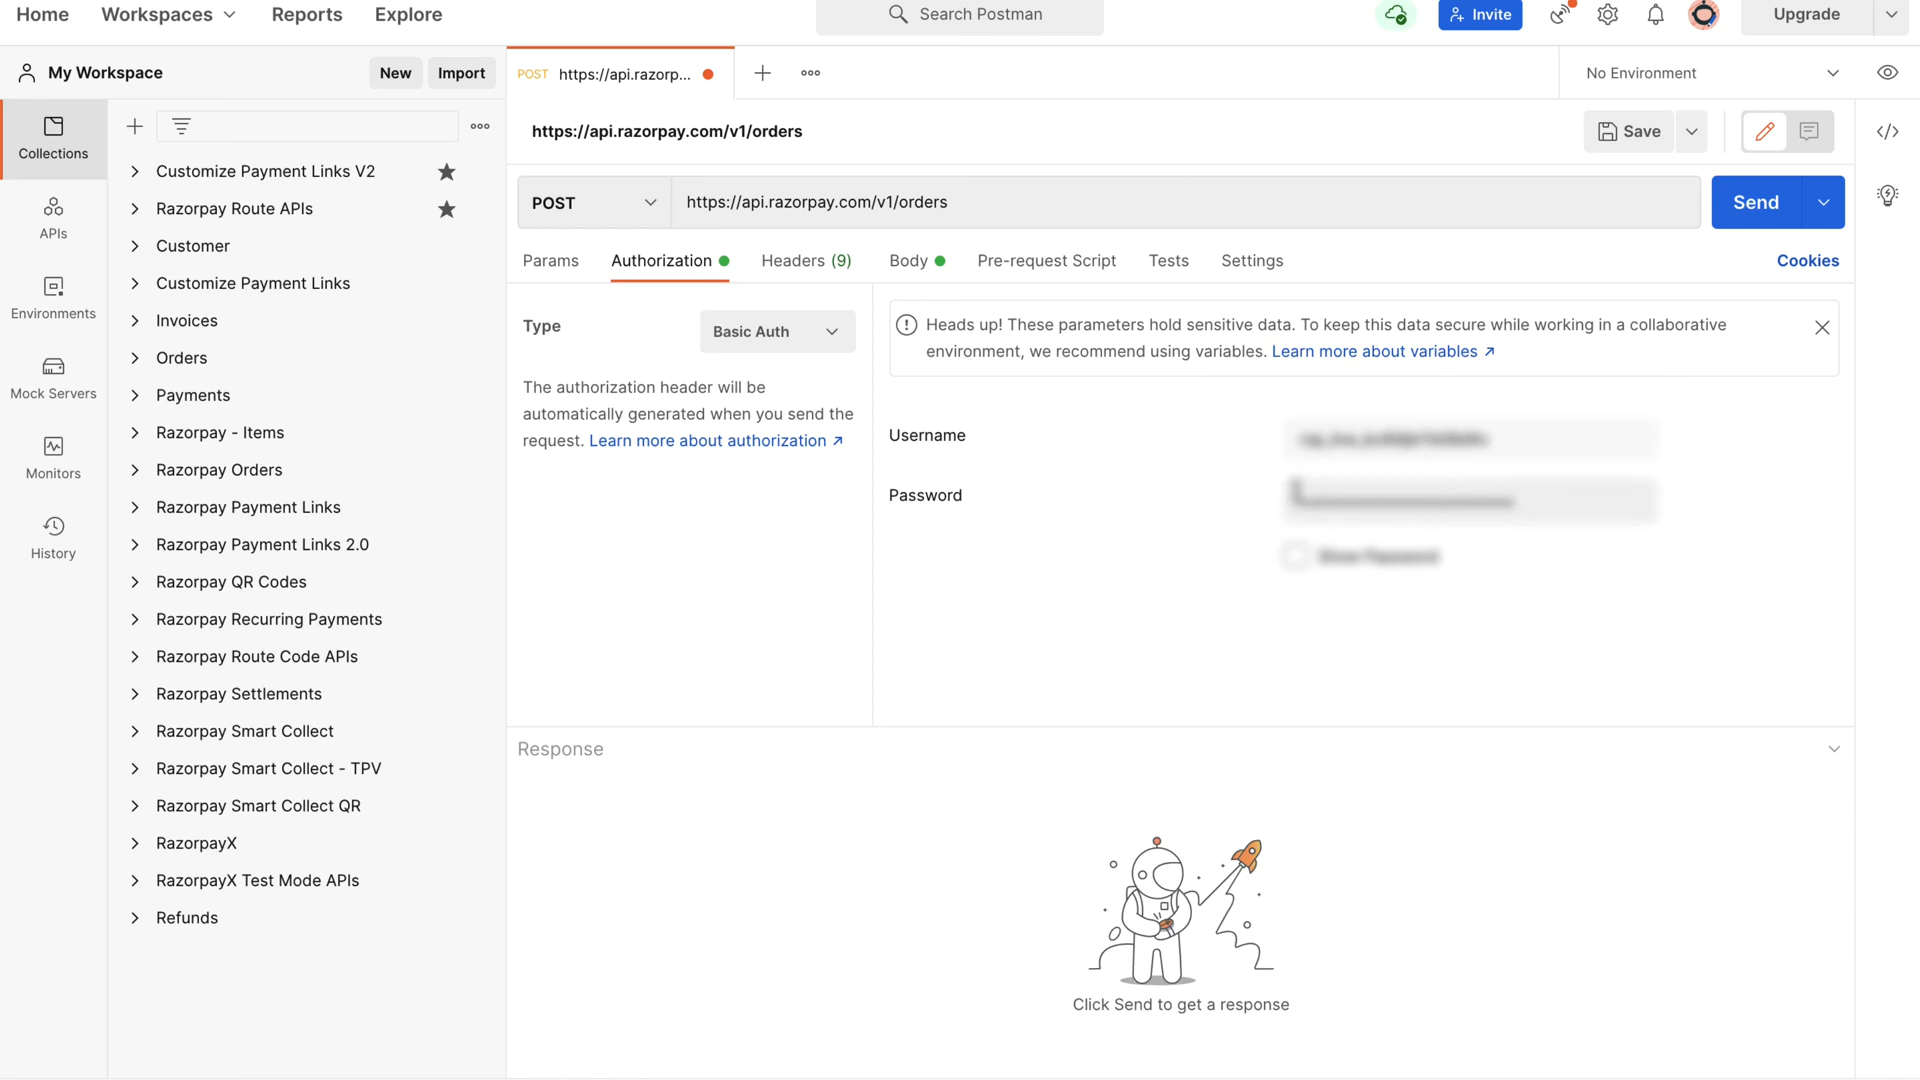 Home
Workspaces
Reports
Explore
Search Postman
Invite
Upgrade
My Workspace
New
Import
POST https://api.razorp...
No Environment
Collections
APIs
Environments
Mock Servers
Monitors
History
Customize Payment Links V2
Razorpay Route APIs
Customer
Customize Payment Links
Invoices
Orders
Payments
Razorpay - Items
Razorpay Orders
Razorpay Payment Links
Razorpay Payment Links 2.0
Razorpay QR Codes
Razorpay Recurring Payments
Razorpay Route Code APIs
Razorpay Settlements
Razorpay Smart Collect
Razorpay Smart Collect - TPV
Razorpay Smart Collect QR
RazorpayX
RazorpayX Test Mode APIs
Refunds
https://api.razorpay.com/v1/orders
Save
POST
https://api.razorpay.com/v1/orders
Send
Params
Authorization
Headers (9)
Body
Pre-request Script
Tests
Settings
Cookies
Type
Basic Auth
The authorization header will be
automatically generated when you send the
request. Learn more about authorization ↗
Heads up! These parameters hold sensitive data. To keep this data secure while working in a collaborative
environment, we recommend using variables. Learn more about variables ↗
Username
Password
Show Password
Response
Click Send to get a response